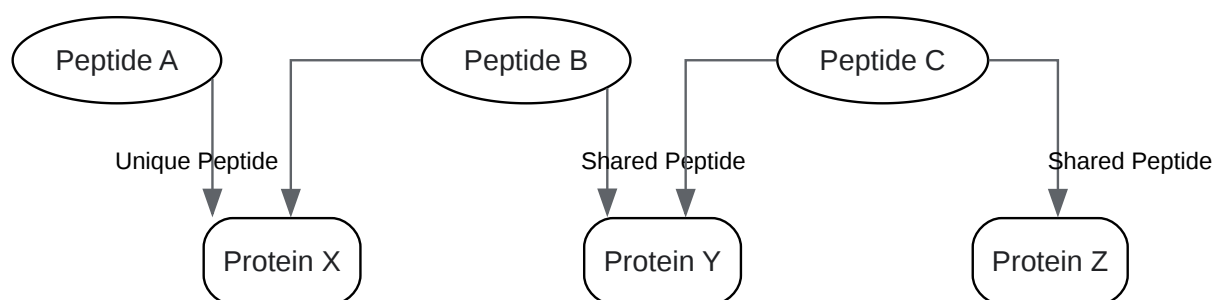 Peptide A
Peptide B
Peptide C
Unique Peptide
Shared Peptide
Shared Peptide
Protein X
Protein Y
Protein Z